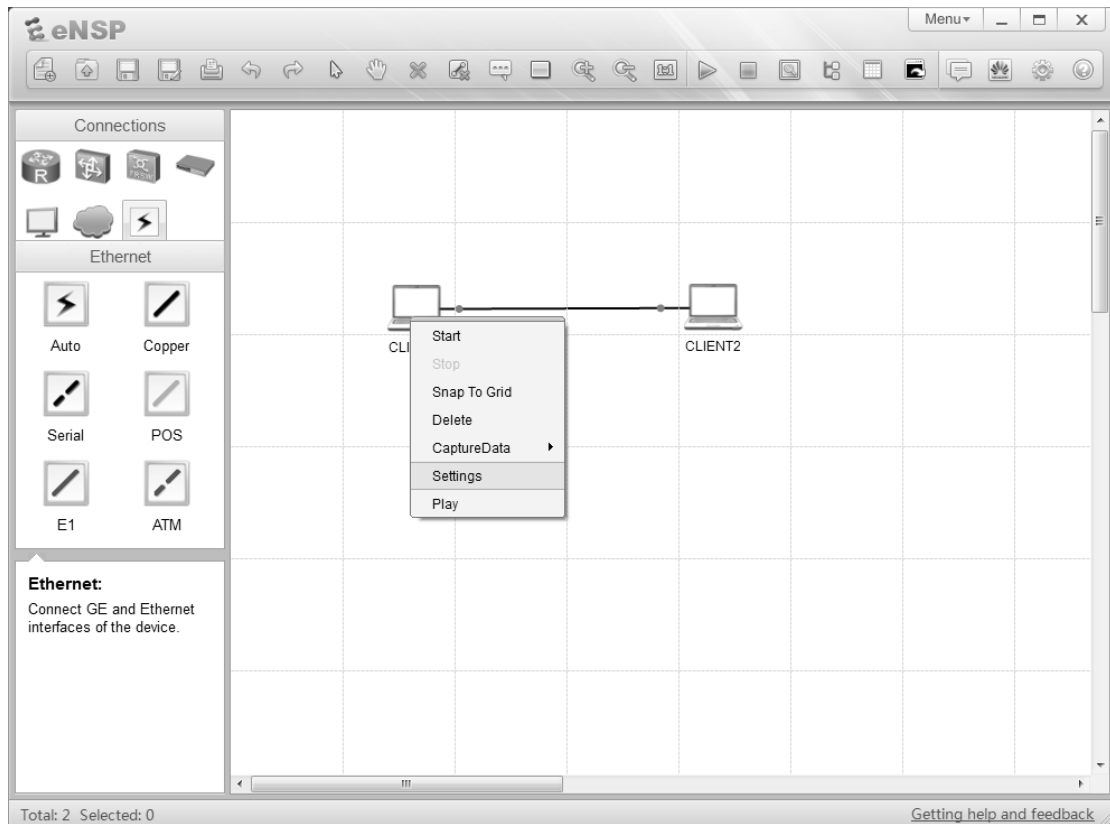 eNSP
Menu
Connections
R
Ethernet
Auto
Copper
Serial
POS
E1
ATM
Ethernet:
Connect GE and Ethernet
interfaces of the device.
CLI
CLIENT2
Start
Stop
Snap To Grid
Delete
CaptureData
Settings
Play
Total: 2 Selected: 0
Getting help and feedback